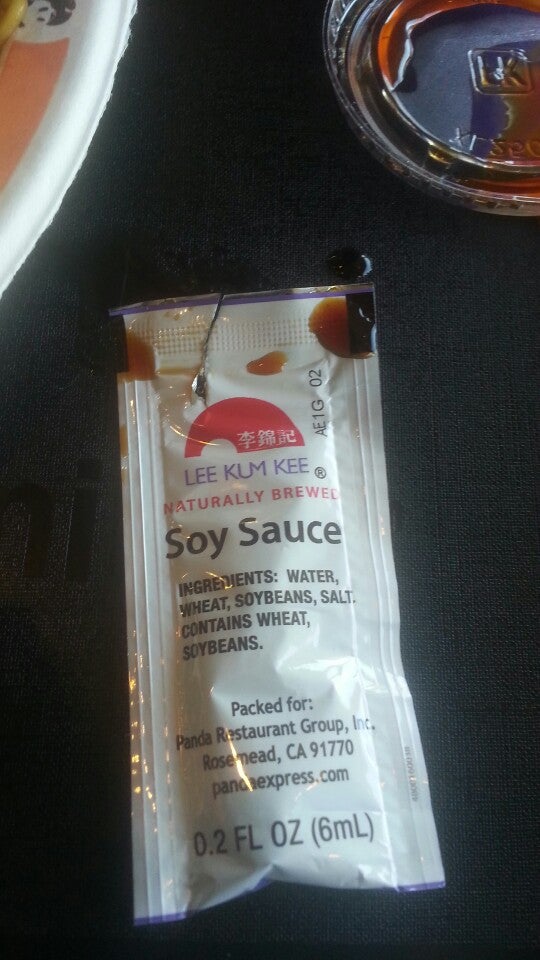 李錦記
LEE KUM KEE ®
NATURALLY BREWED
Soy Sauce
AE1G 02
INGREDIENTS: WATER,
WHEAT, SOYBEANS, SALT.
CONTAINS WHEAT,
SOYBEANS.
Packed for:
Panda Restaurant Group, Inc.
Rosemead, CA 91770
pandaexpress.com
0.2 FL OZ (6mL)